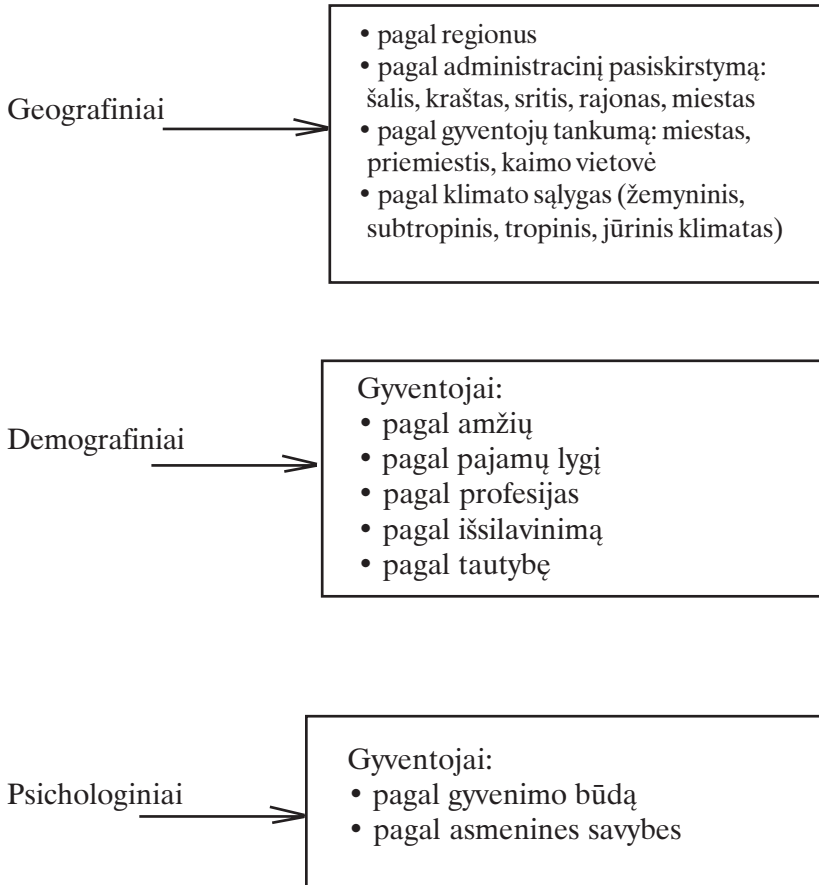 Geografiniai
• pagal regionus
• pagal administracinį pasiskirstymą:
šalis, kraštas, sritis, rajonas, miestas
• pagal gyventojų tankumą: miestas,
priemiestis, kaimo vietovė
• pagal klimato sąlygas (žemyninis,
subtropinis, tropinis, jūrinis klimatas)
Demografiniai
Gyventojai:
• pagal amžių
• pagal pajamų lygį
• pagal profesijas
• pagal išsilavinimą
• pagal tautybę
Psichologiniai
Gyventojai:
• pagal gyvenimo būdą
• pagal asmenines savybes